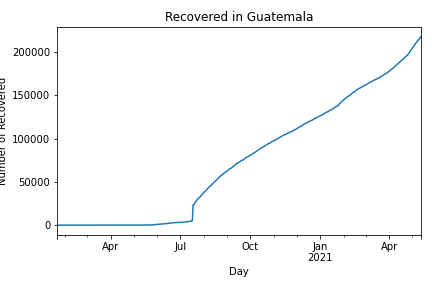 Recovered in Guatemala
Number of Recovered
200000
150000
100000
50000
0
Apr Jul Oct Jan Apr
2021
Day